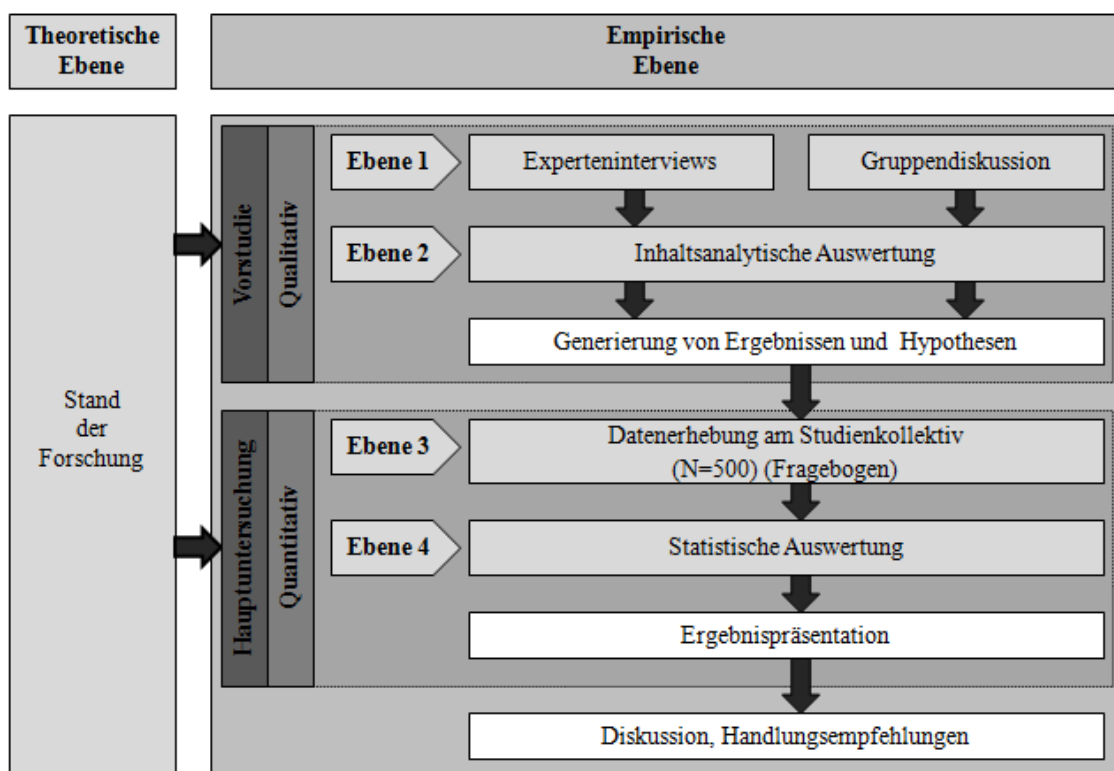 Theoretische
Ebene
Empirische
Ebene
Stand
der
Forschung
Vorstudie
Qualitativ
Ebene 1
Experteninterviews
Gruppendiskussion
Ebene 2
Inhaltsanalytische Auswertung
Generierung von Ergebnissen und Hypothesen
Hauptuntersuchung
Quantitativ
Ebene 3
Datenerhebung am Studienkollektiv
(N=500) (Fragebogen)
Ebene 4
Statistische Auswertung
Ergebnispräsentation
Diskussion, Handlungsempfehlungen